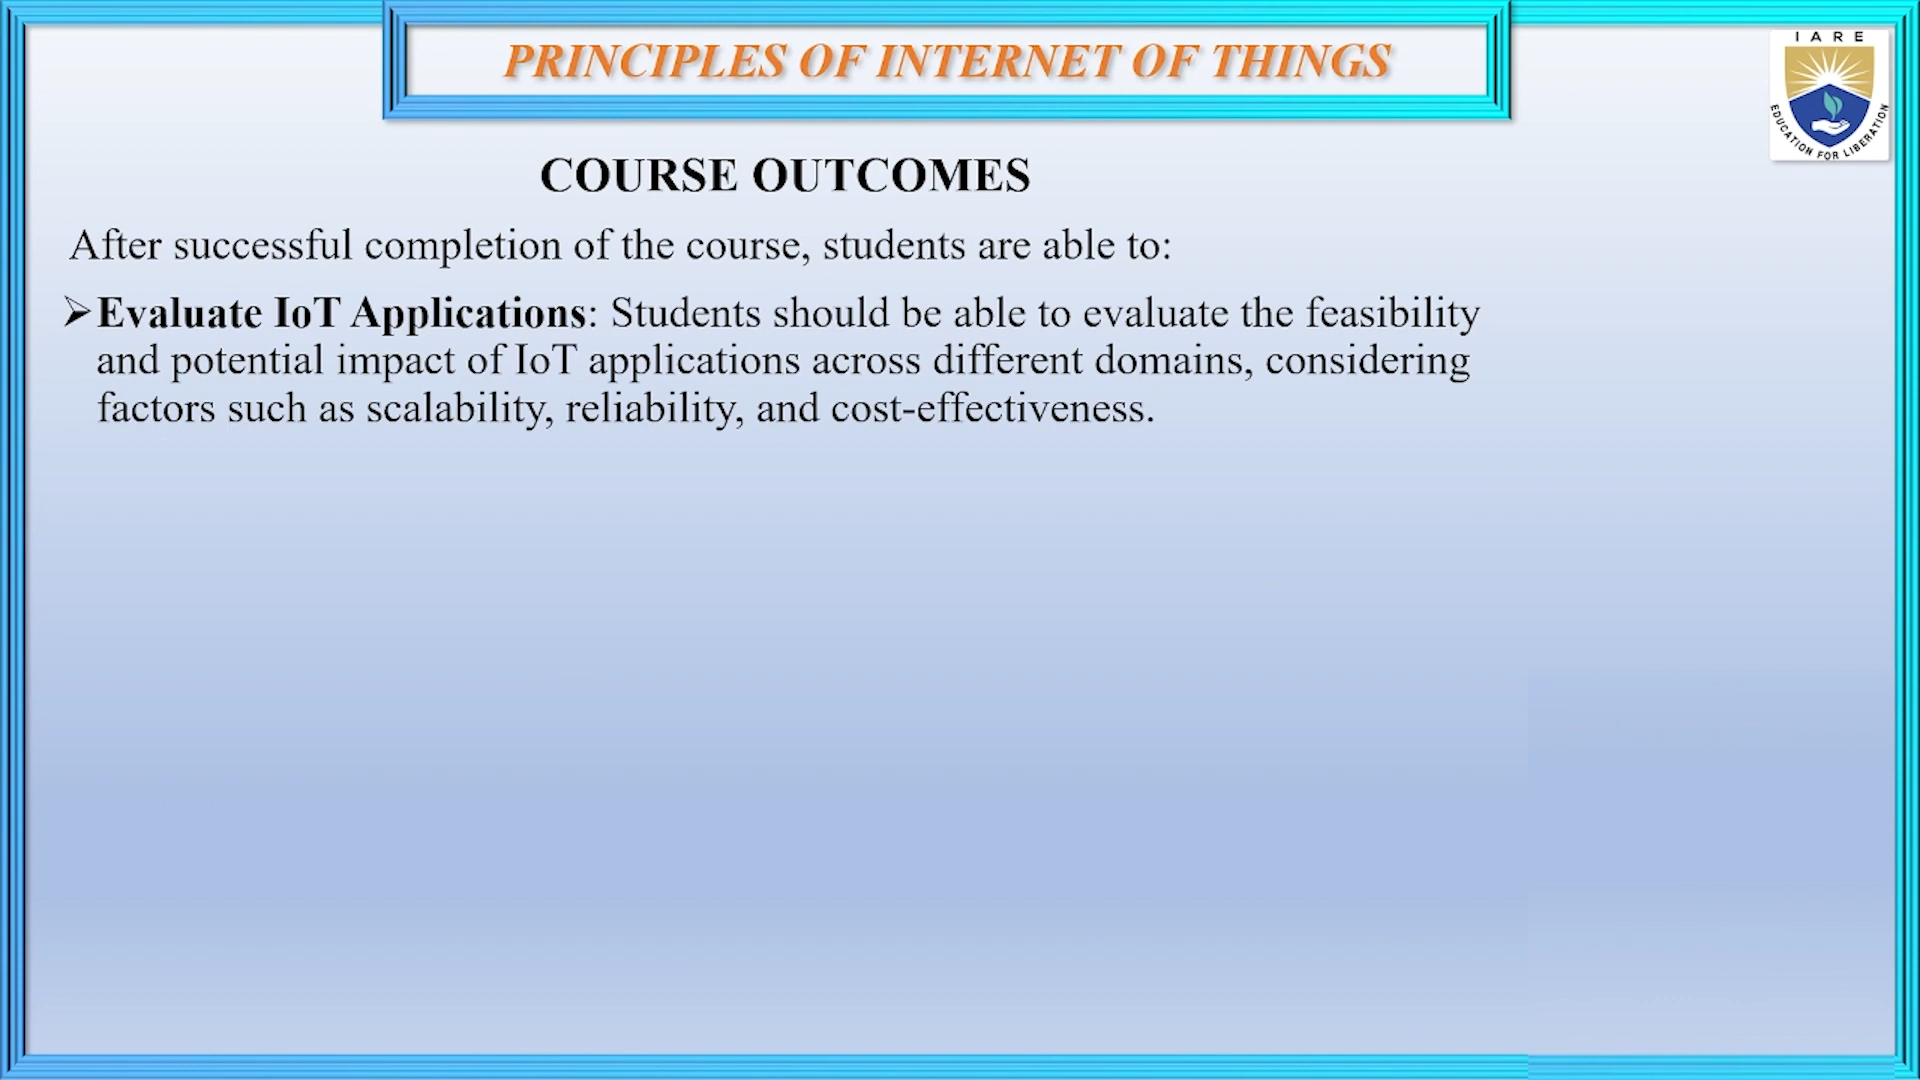 PRINCIPLES OF INTERNET OF THINGS
IARE
EDUCATION FOR LIBERATION
COURSE OUTCOMES
After successful completion of the course, students are able to:
➢Evaluate IoT Applications: Students should be able to evaluate the feasibility
and potential impact of IoT applications across different domains, considering
factors such as scalability, reliability, and cost-effectiveness.